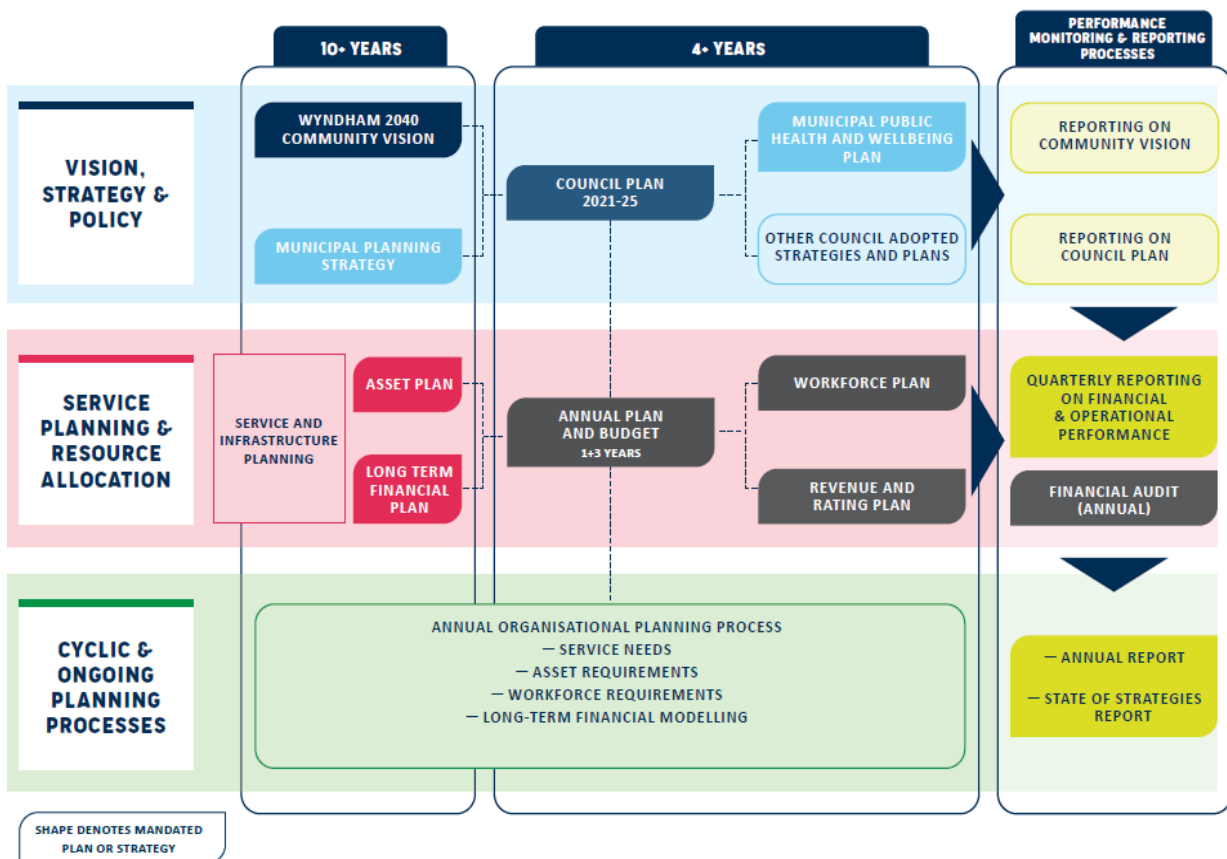 10+ YEARS
4+ YEARS
PERFORMANCE
MONITORING & REPORTING
PROCESSES
VISION,
STRATEGY &
POLICY
WYNDHAM 2040
COMMUNITY VISION
MUNICIPAL PLANNING
STRATEGY
COUNCIL PLAN
2021-25
MUNICIPAL PUBLIC
HEALTH AND WELLBEING
PLAN
OTHER COUNCIL ADOPTED
STRATEGIES AND PLANS
REPORTING ON
COMMUNITY VISION
REPORTING ON
COUNCIL PLAN
SERVICE
PLANNING &
RESOURCE
ALLOCATION
SERVICE AND
INFRASTRUCTURE
PLANNING
ASSET PLAN
LONG TERM
FINANCIAL
PLAN
ANNUAL PLAN
AND BUDGET
1+3 YEARS
WORKFORCE PLAN
REVENUE AND
RATING PLAN
QUARTERLY REPORTING
ON FINANCIAL
& OPERATIONAL
PERFORMANCE
FINANCIAL AUDIT
(ANNUAL)
CYCLIC &
ONGOING
PLANNING
PROCESSES
ANNUAL ORGANISATIONAL PLANNING PROCESS
— SERVICE NEEDS
— ASSET REQUIREMENTS
— WORKFORCE REQUIREMENTS
— LONG-TERM FINANCIAL MODELLING
— ANNUAL REPORT
— STATE OF STRATEGIES
REPORT
SHAPE DENOTES MANDATED
PLAN OR STRATEGY